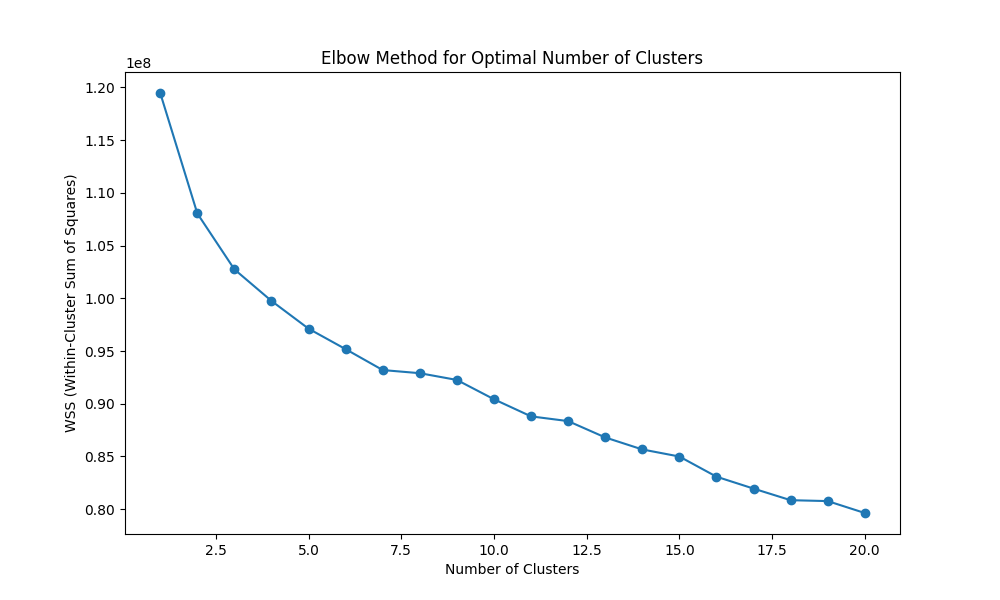 Elbow Method for Optimal Number of Clusters
1e8
1.20
1.15
1.10
1.05
1.00
0.95
0.90
0.85
0.80
WSS (Within-Cluster Sum of Squares)
2.5 5.0 7.5 10.0 12.5 15.0 17.5 20.0
Number of Clusters